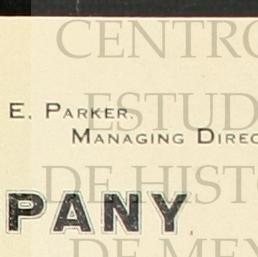 CENTRO
E. PARKER.
ESTUD
MANAGING DIREC
DE HISTO
PANY
DE MEX